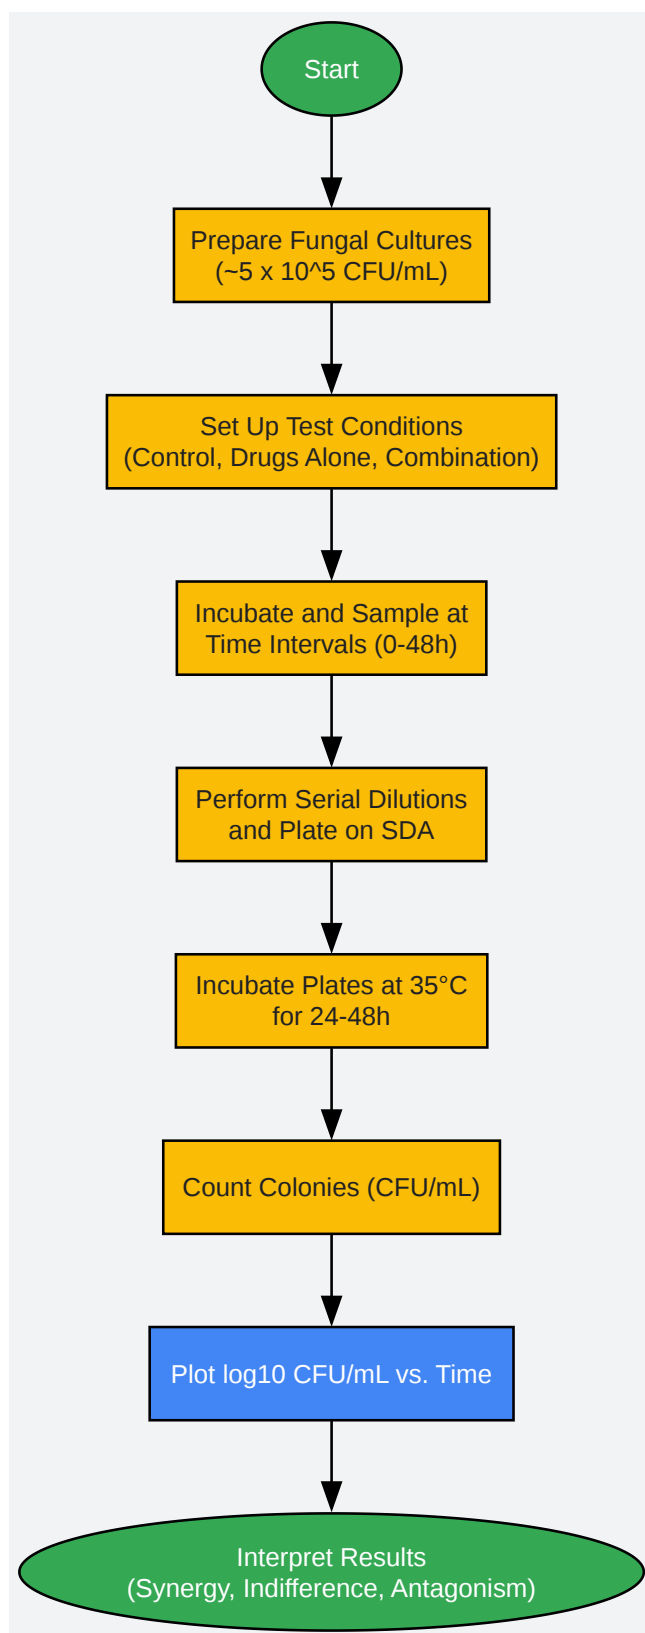 Start
Prepare Fungal Cultures
(~5 x 10^5 CFU/mL)
Set Up Test Conditions
(Control, Drugs Alone, Combination)
Incubate and Sample at
Time Intervals (0-48h)
Perform Serial Dilutions
and Plate on SDA
Incubate Plates at 35°C
for 24-48h
Count Colonies (CFU/mL)
Plot log10 CFU/mL vs. Time
Interpret Results
(Synergy, Indifference, Antagonism)